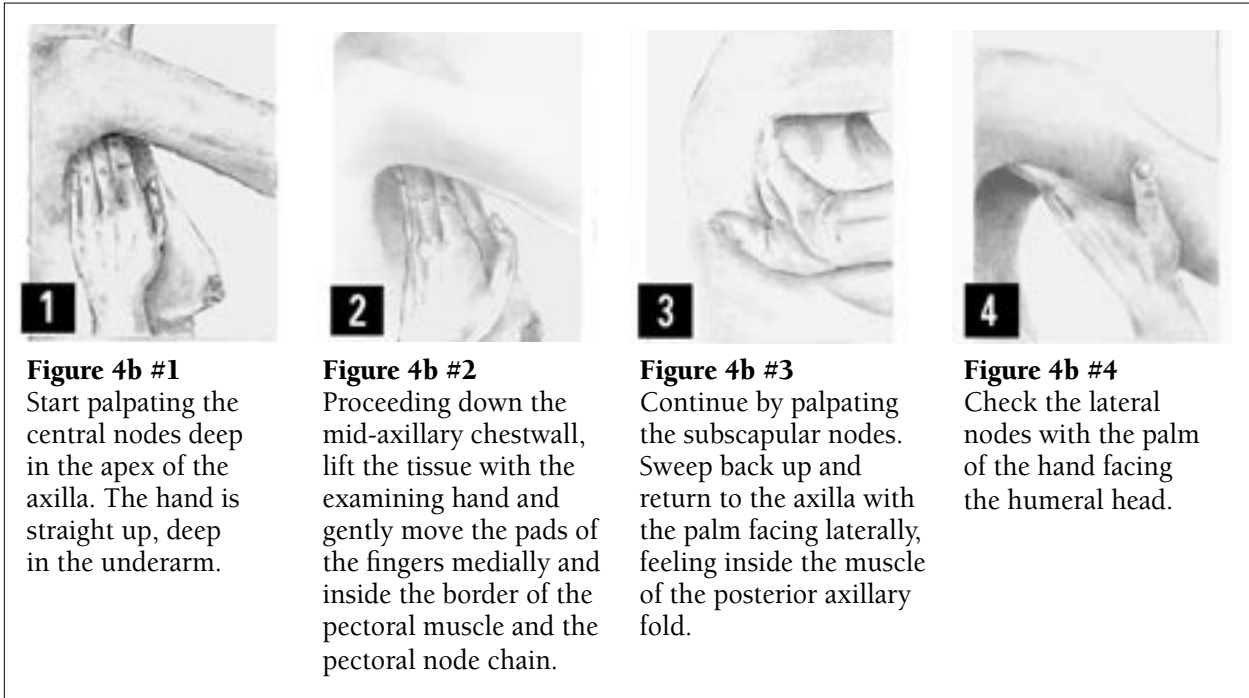 1
Figure 4b #1
Start palpating the
central nodes deep
in the apex of the
axilla. The hand is
straight up, deep
in the underarm.
2
Figure 4b #2
Proceeding down the
mid-axillary chestwall,
lift the tissue with the
examining hand and
gently move the pads of
the fingers medially and
inside the border of the
pectoral muscle and the
pectoral node chain.
3
Figure 4b #3
Continue by palpating
the subscapular nodes.
Sweep back up and
return to the axilla with
the palm facing laterally,
feeling inside the muscle
of the posterior axillary
fold.
4
Figure 4b #4
Check the lateral
nodes with the palm
of the hand facing
the humeral head.